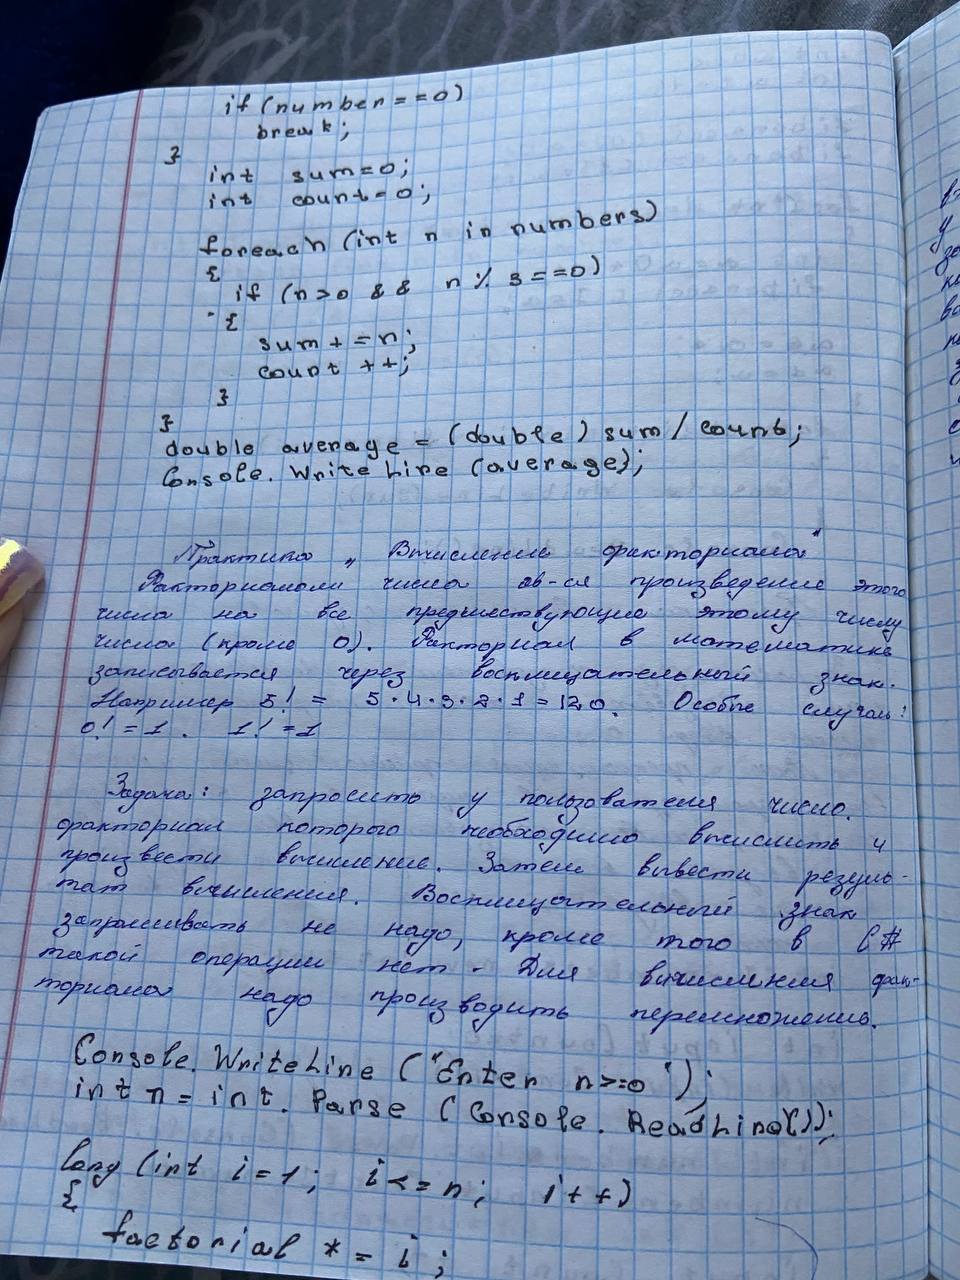 if (number == 0)
break;
}
int sum = 0;
int count = 0;
foreach (int n in numbers)
{
if (n > 0 && n % 3 == 0)
{
sum += n;
count ++;
}
}
double average = (double) sum / count;
Console. WriteLine (average);
Практика „Вычисление факториала"
Факториалом числа яв-ся произведение этого
числа на все предшествующие этому числу
числа (кроме 0). Факториал в математике
записывается через восклицательный знак.
Например 5! = 5·4·3·2·1 = 120. Особые случаи:
0! = 1. 1! = 1
Задача: запросить у пользователя число.
факториал которого необходимо вычислить и
произвести вычисление. Затем вывести резуль-
тат вычисления. Восклицательный знак
запрашивать не надо, кроме того в C#
такой операции нет. Для вычисления фак-
ториала надо производить перемножение.
Console. WriteLine ("Enter n>=0");
int n = int. Parse (Console. ReadLine());
long (int i = 1; i <= n; i ++)
{
factorial * = i;